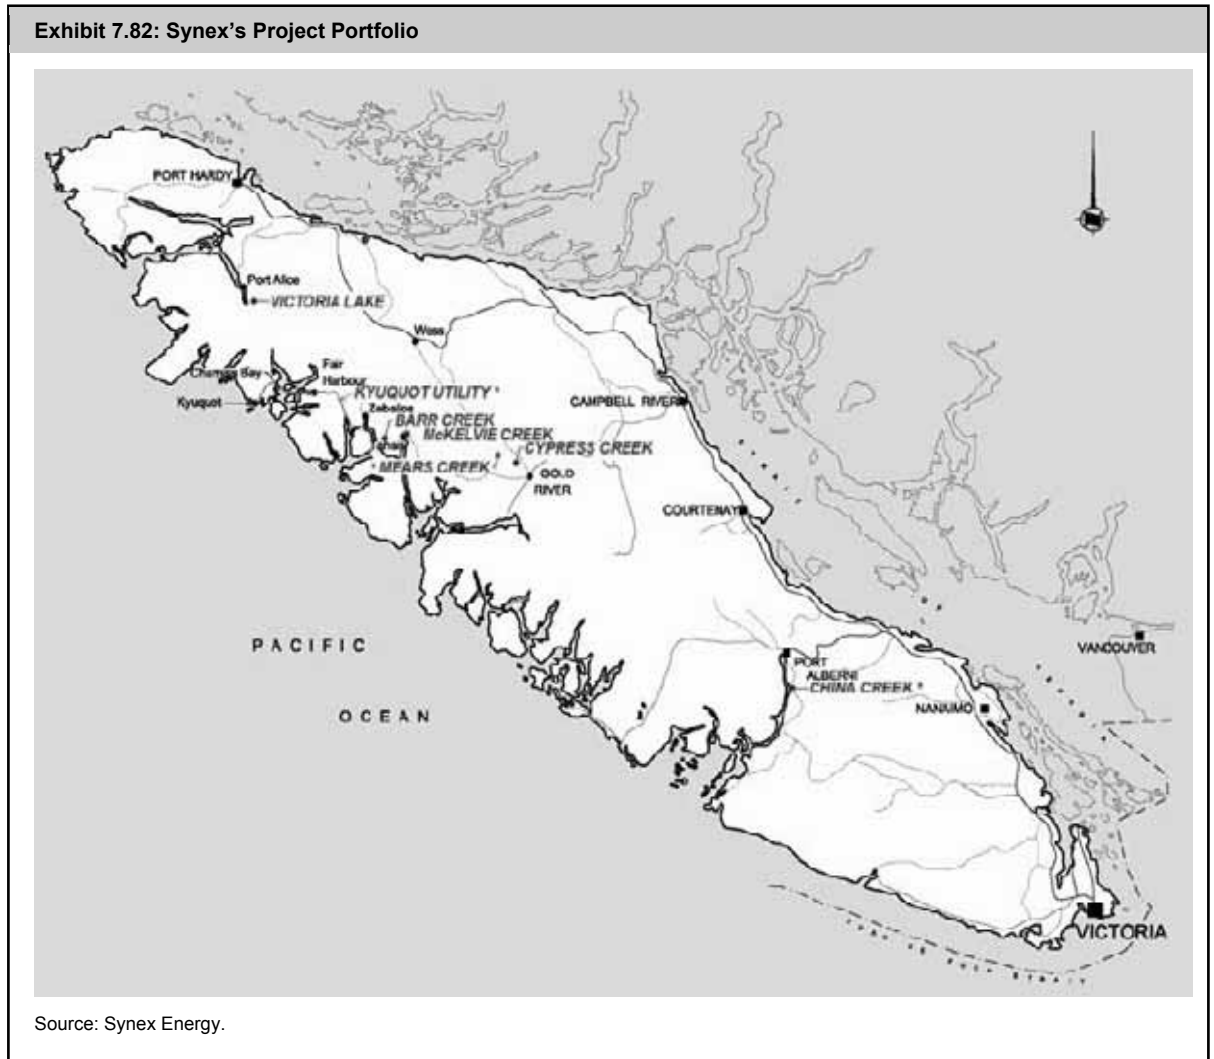 Exhibit 7.82: Synex’s Project Portfolio
PORT HARDY
Port Alice
VICTORIA LAKE
Woss
Fair
Harbour
Kyuquot
KYUQUOT UTILITY
Zeballos
BARR CREEK
McKELVIE CREEK
CYPRESS CREEK
MEARS CREEK
GOLD
RIVER
CAMPBELL RIVER
COURTENAY
PACIFIC
OCEAN
VANCOUVER
PORT
ALBERNI
CHINA CREEK
NANAIMO
VICTORIA
Source: Synex Energy.